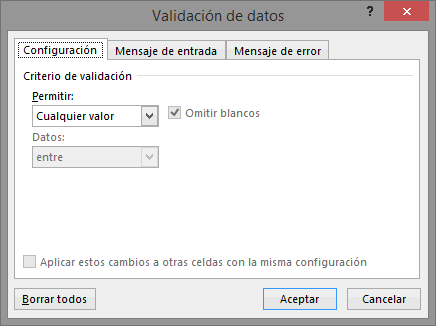 Validación de datos
?
Configuración
Mensaje de entrada
Mensaje de error
Criterio de validación
Permitir:
Cualquier valor
Omitir blancos
Datos:
entre
Aplicar estos cambios a otras celdas con la misma configuración
Borrar todos
Aceptar
Cancelar